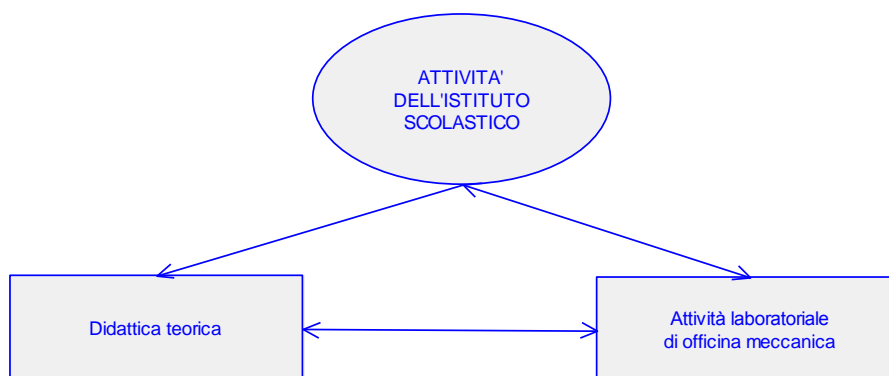 ATTIVITA'
DELL'ISTITUTO
SCOLASTICO
Didattica teorica
Attività laboratoriale
di officina meccanica